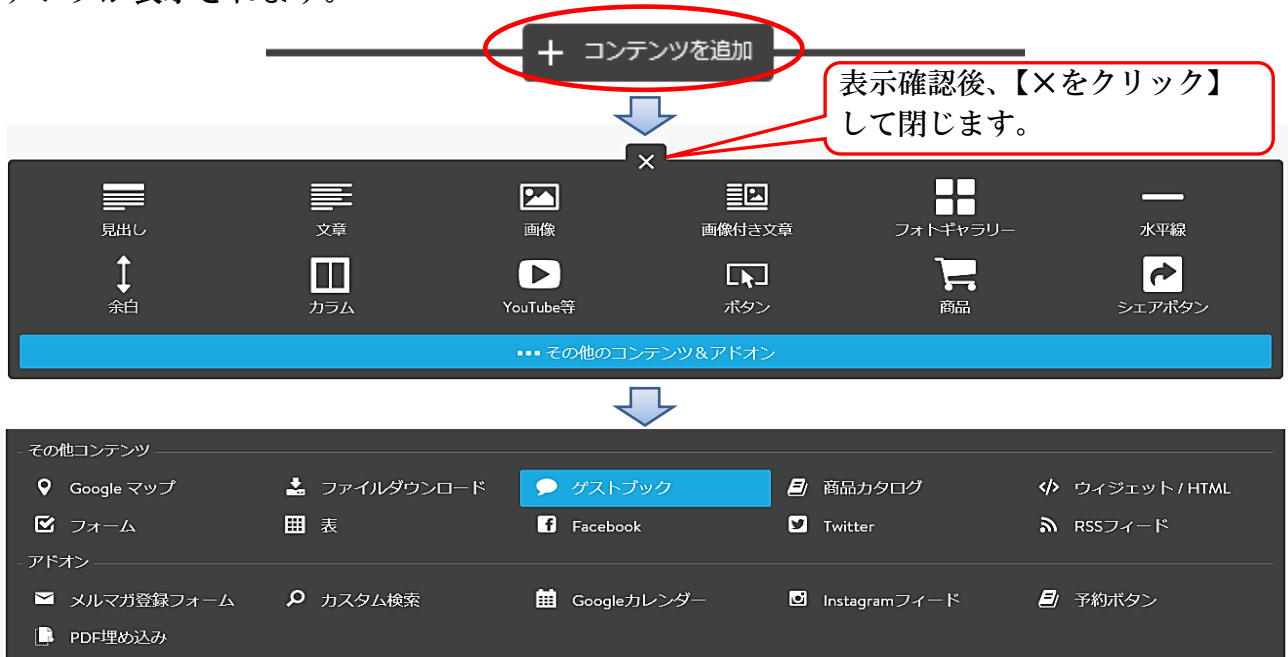 ＋ コンテンツを追加
表示確認後、【×をクリック】
して閉じます。
×
見出し 文章 画像 画像付き文章 フォトギャラリー 水平線
余白 カラム YouTube等 ボタン 商品 シェアボタン
その他のコンテンツ&アドオン
その他コンテンツ
Google マップ ファイルダウンロード ゲストブック 商品カタログ </> ウィジェット / HTML
フォーム 表 Facebook Twitter RSSフィード
アドオン
メルマガ登録フォーム カスタム検索 Googleカレンダー Instagramフィード 予約ボタン
PDF埋め込み